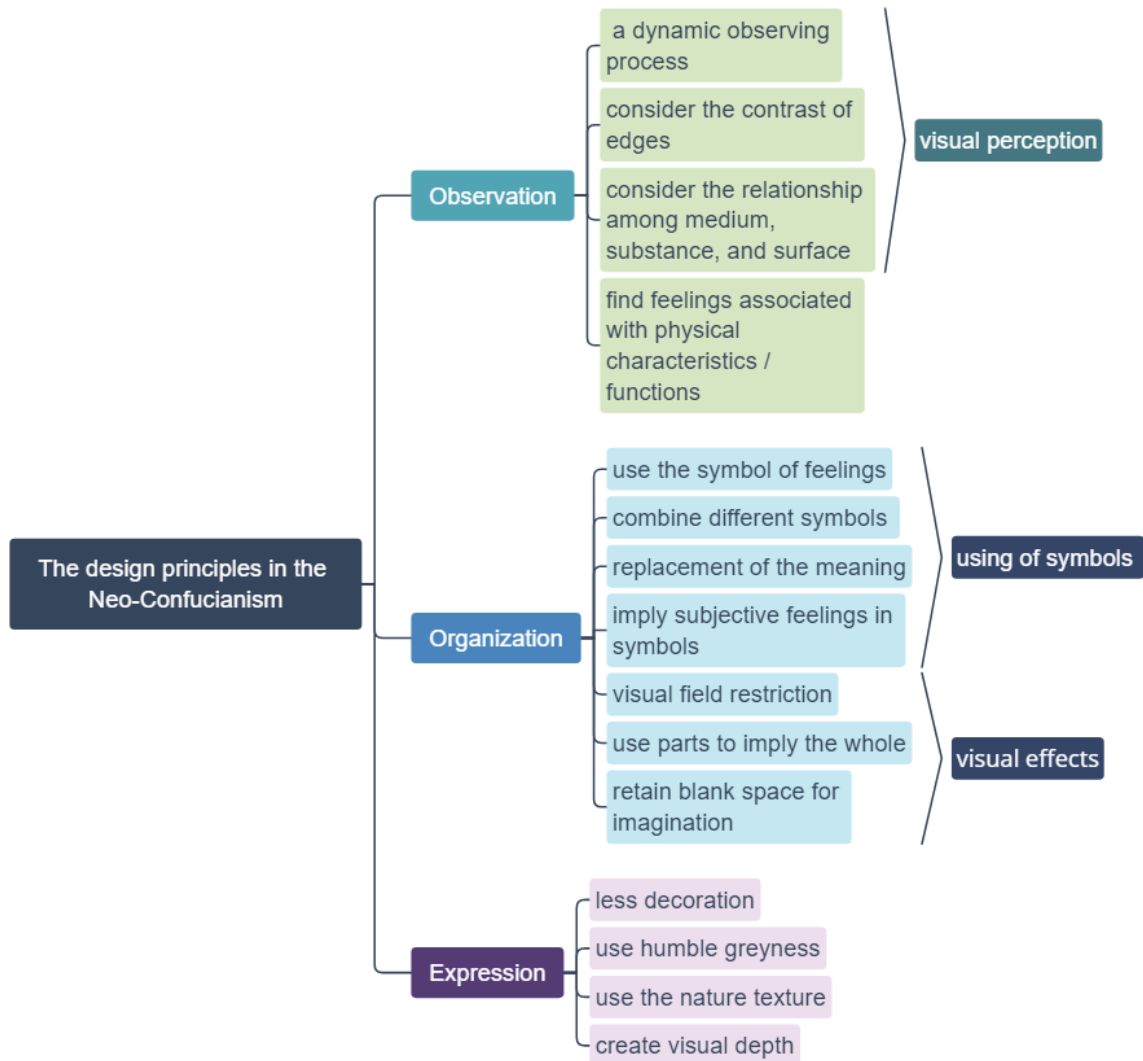 The design principles in the
Neo-Confucianism
Observation
a dynamic observing
process
consider the contrast of
edges
consider the relationship
among medium,
substance, and surface
find feelings associated
with physical
characteristics /
functions
visual perception
Organization
use the symbol of feelings
combine different symbols
replacement of the meaning
imply subjective feelings in
symbols
visual field restriction
use parts to imply the whole
retain blank space for
imagination
using of symbols
visual effects
Expression
less decoration
use humble greyness
use the nature texture
create visual depth